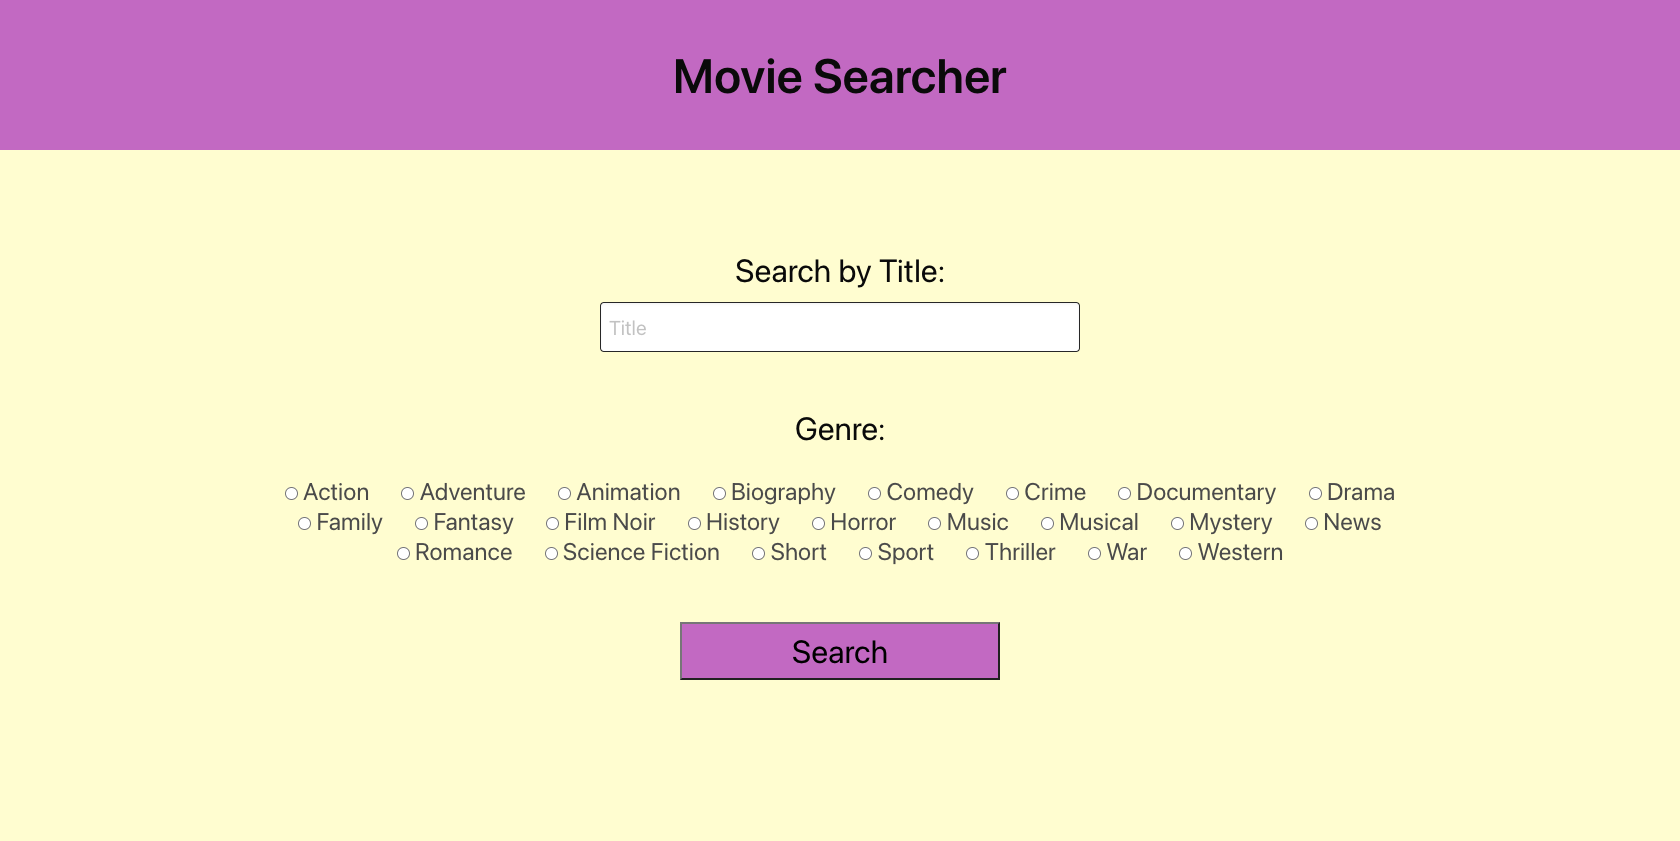 Movie Searcher
Search by Title:
Title
Genre:
Action Adventure Animation Biography Comedy Crime Documentary Drama
Family Fantasy Film Noir History Horror Music Musical Mystery News
Romance Science Fiction Short Sport Thriller War Western
Search